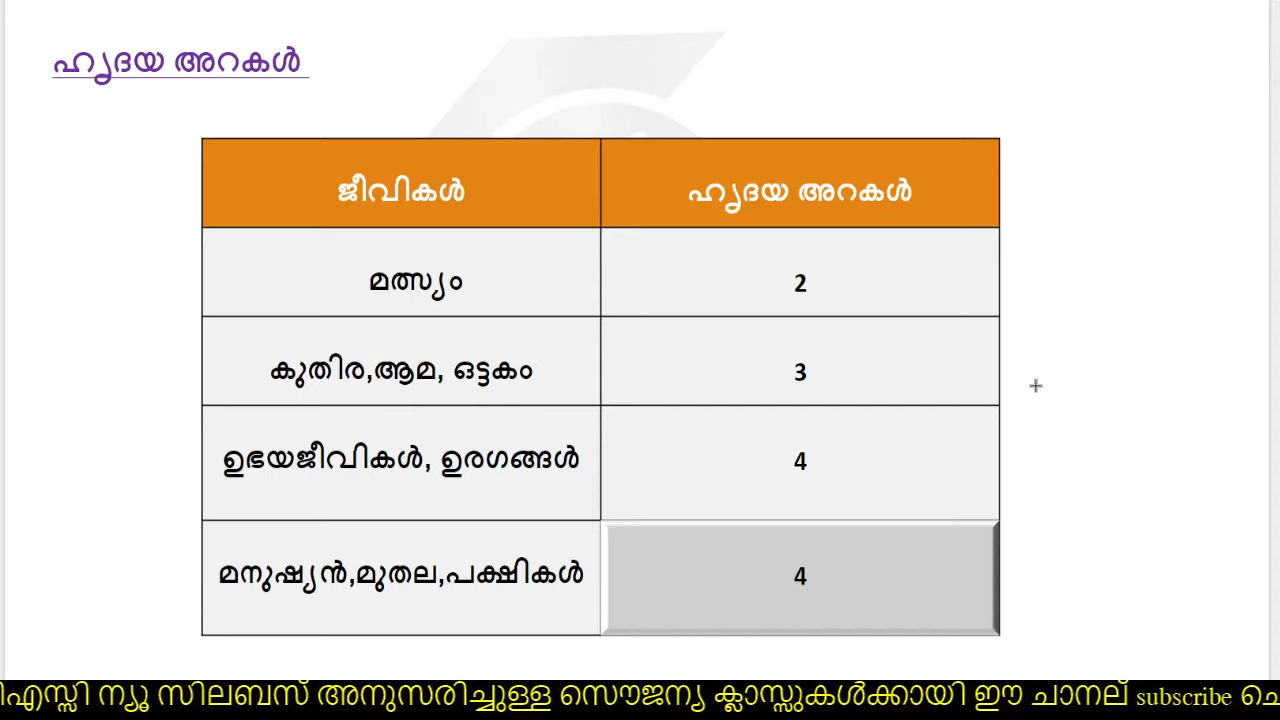 ഹൃദയ അറകൾ
ജീവികൾ ഹൃദയ അറകൾ
മത്സ്യം 2
കുതിര,ആമ, ഒട്ടകം 3
ഉഭയജീവികൾ, ഉരഗങ്ങൾ 4
മനുഷ്യൻ,മുതല,പക്ഷികൾ 4
ന്യൂ സിലബസ് അനുസരിച്ചുള്ള സൌജന്യ ക്ലാസ്സുകൾക്കായി ഈ ചാനല് subscribe